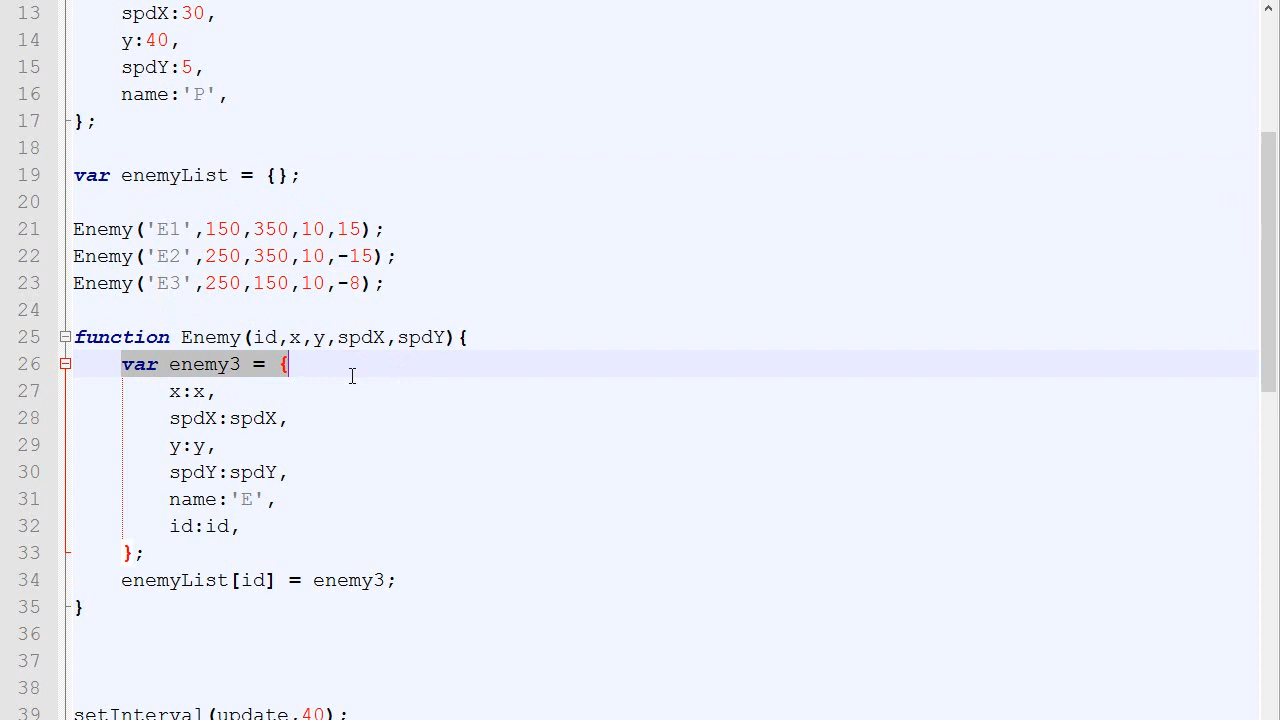 13 spdX:30,
14 y:40,
15 spdY:5,
16 name:'P',
17 };
18
19 var enemyList = {};
20
21 Enemy('E1',150,350,10,15);
22 Enemy('E2',250,350,10,-15);
23 Enemy('E3',250,150,10,-8);
24
25 function Enemy(id,x,y,spdX,spdY){
26 var enemy3 = {
27 x:x,
28 spdX:spdX,
29 y:y,
30 spdY:spdY,
31 name:'E',
32 id:id,
33 };
34 enemyList[id] = enemy3;
35 }
36
37
38
39 setInterval(update,40);